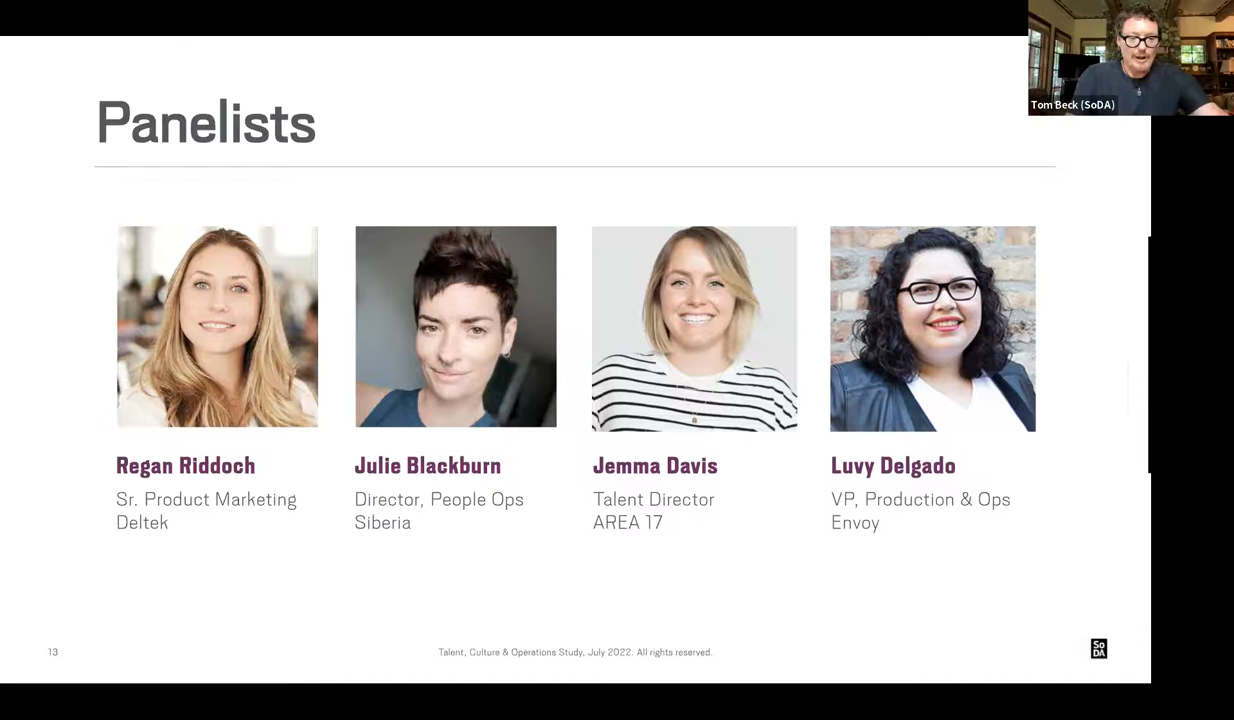 Tom Beck (SoDA)
Panelists
Regan Riddoch
Sr. Product Marketing
Deltek
Julie Blackburn
Director, People Ops
Siberia
Jemma Davis
Talent Director
AREA 17
Luvy Delgado
VP, Production & Ops
Envoy
13
Talent, Culture & Operations Study, July 2022. All rights reserved.
So
DA